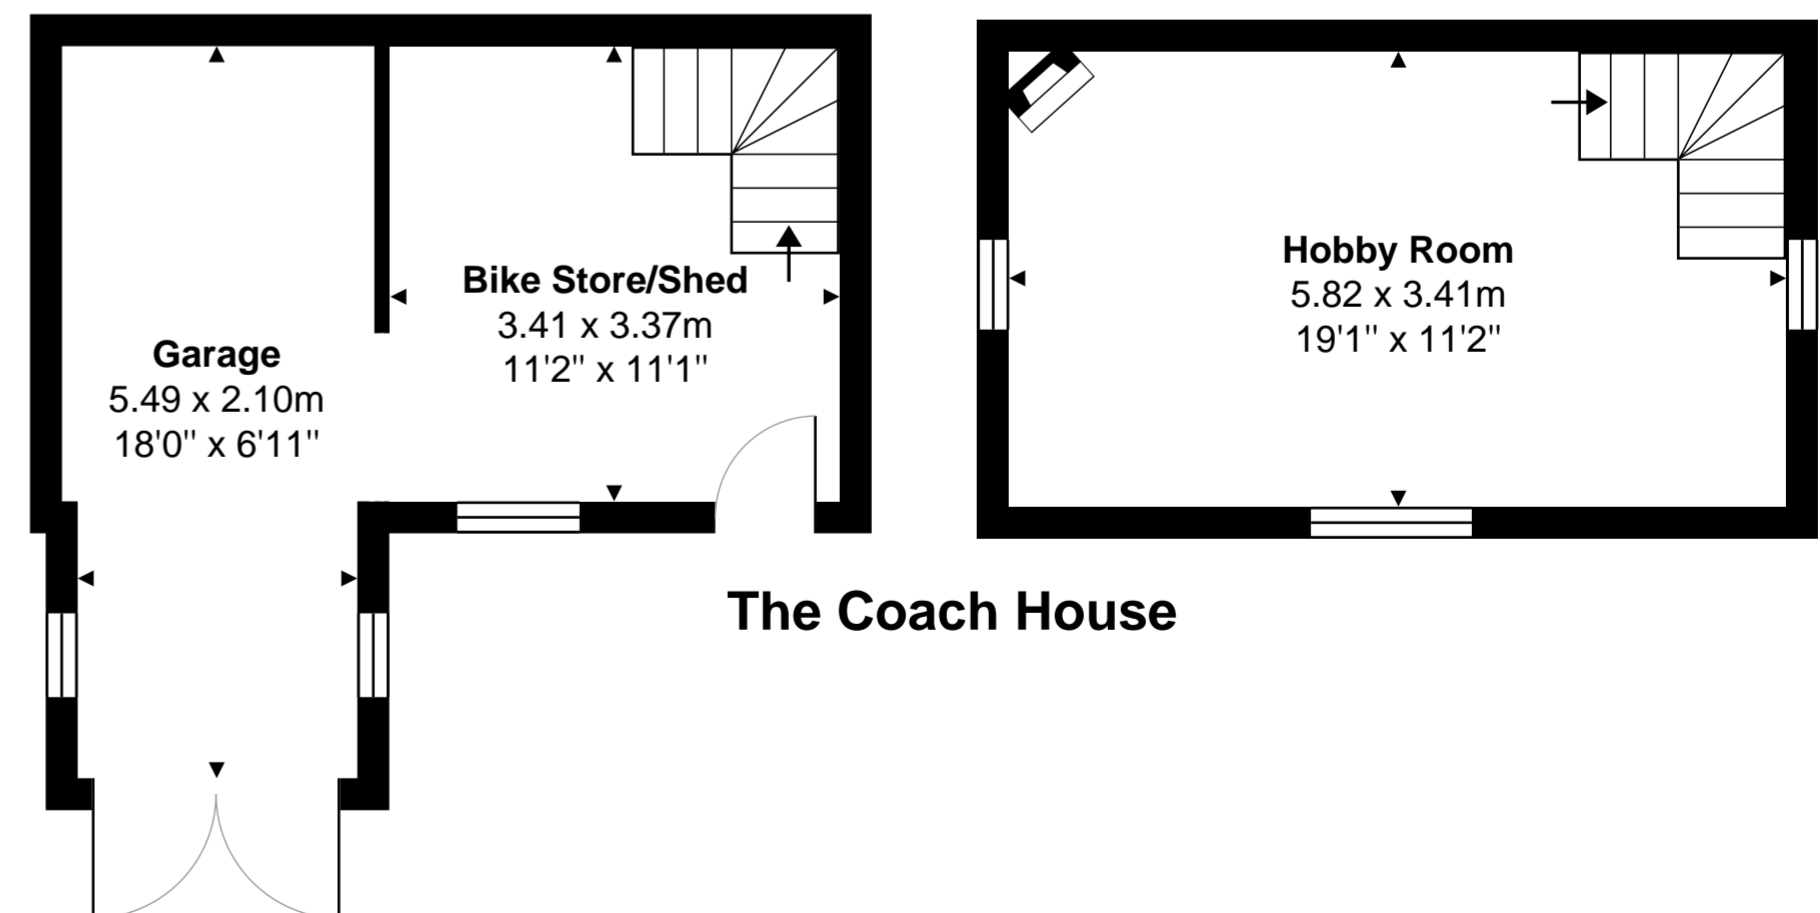 Garage
5.49 x 2.10m
18'0" x 6'11"
Bike Store/Shed
3.41 x 3.37m
11'2" x 11'1"
Hobby Room
5.82 x 3.41m
19'1" x 11'2"
The Coach House